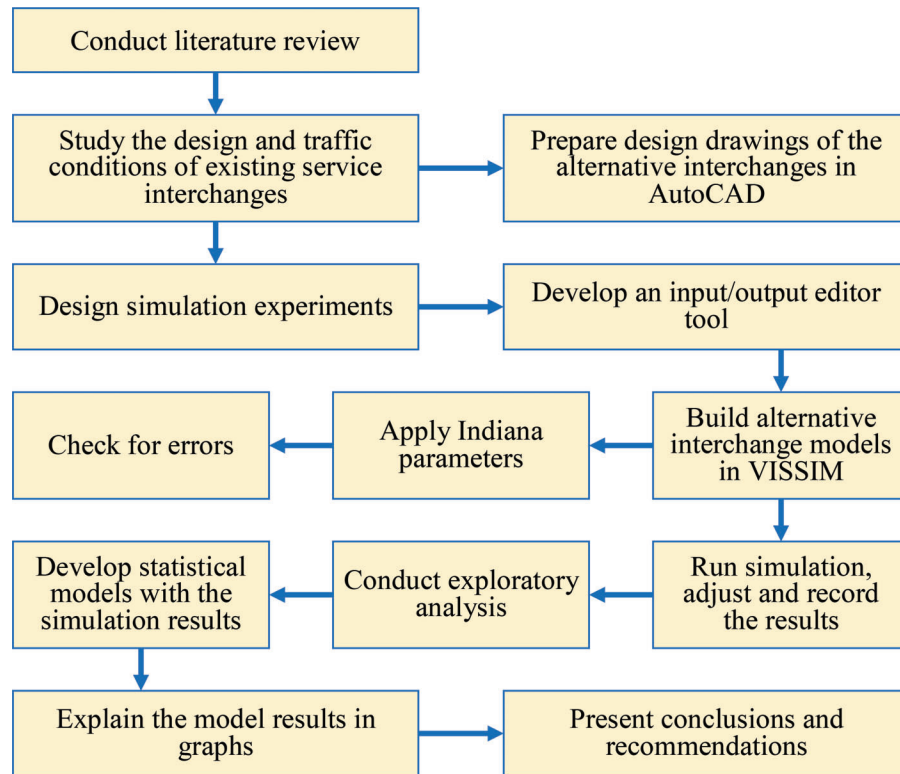 Conduct literature review
Study the design and traffic
conditions of existing service
interchanges
Prepare design drawings of the
alternative interchanges in
AutoCAD
Design simulation experiments
Develop an input/output editor
tool
Check for errors
Apply Indiana
parameters
Build alternative
interchange models
in VISSIM
Develop statistical
models with the
simulation results
Conduct exploratory
analysis
Run simulation,
adjust and record
the results
Explain the model results in
graphs
Present conclusions and
recommendations